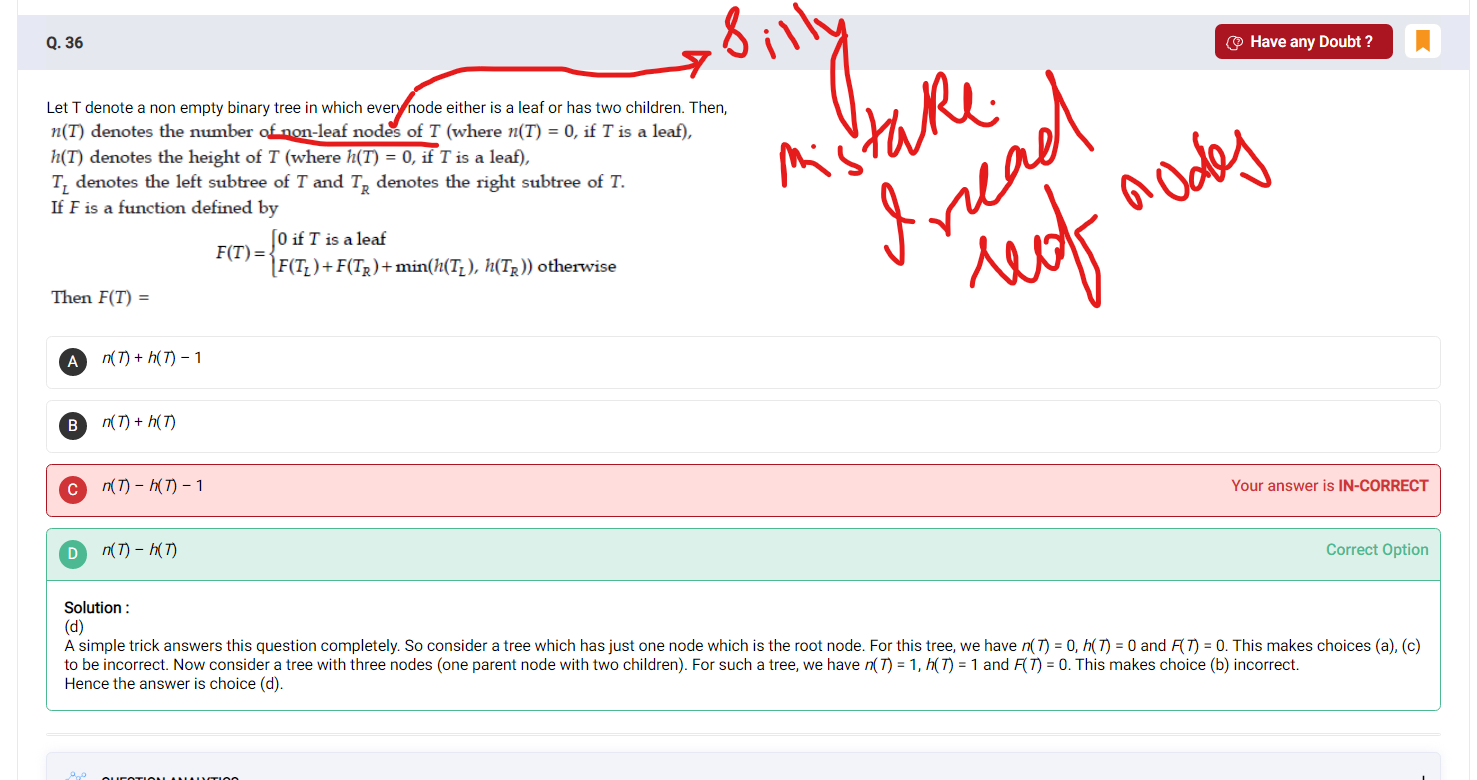 Q. 36
Have any Doubt ?
Silly
mistake.
I read
leaf nodes
Let T denote a non empty binary tree in which every node either is a leaf or has two children. Then,
n(T) denotes the number of non-leaf nodes of T (where n(T) = 0, if T is a leaf),
h(T) denotes the height of T (where h(T) = 0, if T is a leaf),
T_L denotes the left subtree of T and T_R denotes the right subtree of T.
If F is a function defined by
F(T) = { 0 if T is a leaf
F(T_L) + F(T_R) + min(h(T_L), h(T_R)) otherwise
Then F(T) =
A n(T) + h(T) − 1
B n(T) + h(T)
C n(T) − h(T) − 1 Your answer is IN-CORRECT
D n(T) − h(T) Correct Option
Solution :
(d)
A simple trick answers this question completely. So consider a tree which has just one node which is the root node. For this tree, we have n(T) = 0, h(T) = 0 and F(T) = 0. This makes choices (a), (c)
to be incorrect. Now consider a tree with three nodes (one parent node with two children). For such a tree, we have n(T) = 1, h(T) = 1 and F(T) = 0. This makes choice (b) incorrect.
Hence the answer is choice (d).
QUESTION ANALYTICS